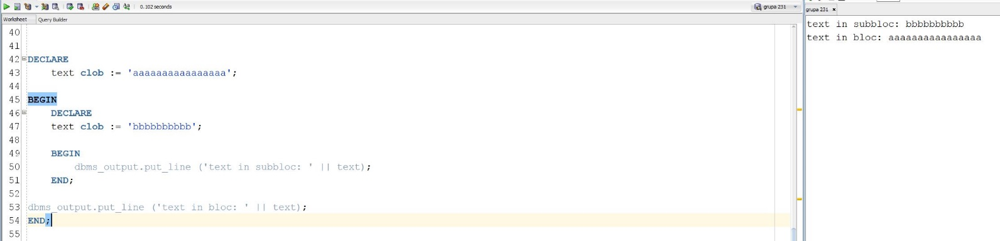 0.102 seconds
grupa 231
Worksheet
Query Builder
40
41
42 DECLARE
43 text clob := 'aaaaaaaaaaaaaaaa';
44
45 BEGIN
46 DECLARE
47 text clob := 'bbbbbbbbbb';
48
49 BEGIN
50 dbms_output.put_line ('text in subbloc: ' || text);
51 END;
52
53 dbms_output.put_line ('text in bloc: ' || text);
54 END;
55
grupa 231
text in subbloc: bbbbbbbbbb
text in bloc: aaaaaaaaaaaaaaaa